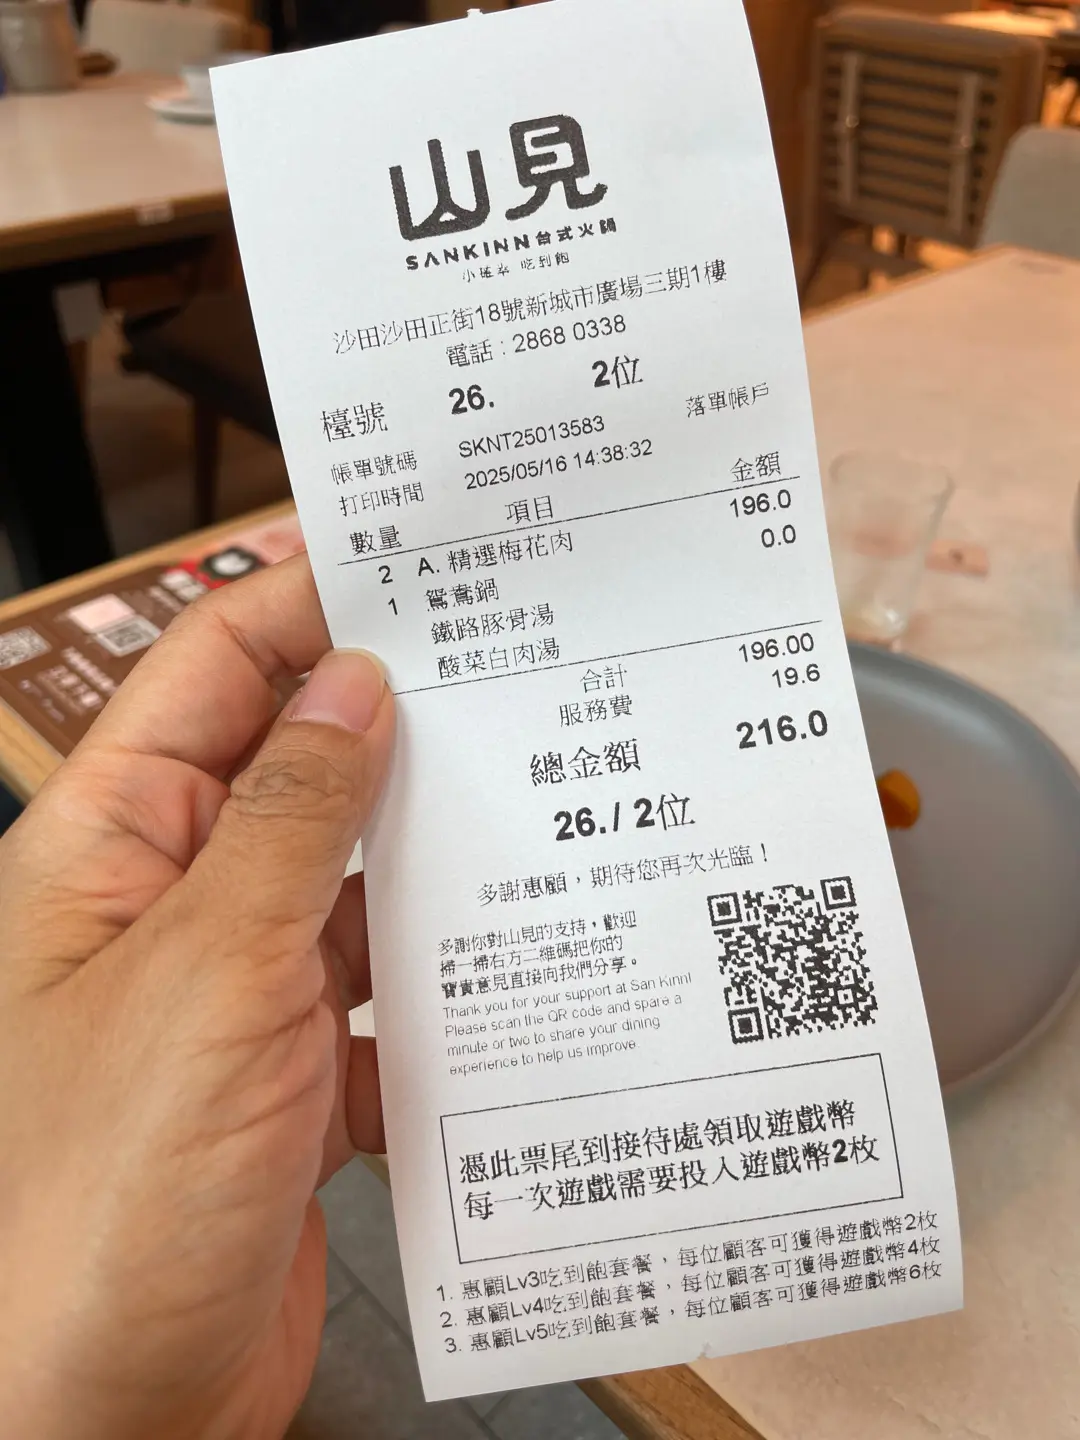 山見
SANKINN 台式火鍋
小確幸 吃到飽
沙田沙田正街18號新城市廣場三期1樓
電話 : 2868 0338
檯號 26. 2位
帳單號碼 SKNT25013583 落單帳戶
打印時間 2025/05/16 14:38:32
數量 項目 金額
2 A. 精選梅花肉 196.0
1 鴛鴦鍋 0.0
鐵路豚骨湯
酸菜白肉湯
合計 196.00
服務費 19.6
總金額 216.0
26./ 2位
多謝惠顧，期待您再次光臨！
多謝你對山見的支持，歡迎
掃一掃右方二維碼把你的
寶貴意見直接向我們分享。
Thank you for your support at San Kinn!
Please scan the QR code and spare a
minute or two to share your dining
experience to help us improve.
憑此票尾到接待處領取遊戲幣
每一次遊戲需要投入遊戲幣2枚
1. 惠顧Lv3吃到飽套餐，每位顧客可獲得遊戲幣2枚
2. 惠顧Lv4吃到飽套餐，每位顧客可獲得遊戲幣4枚
3. 惠顧Lv5吃到飽套餐，每位顧客可獲得遊戲幣6枚